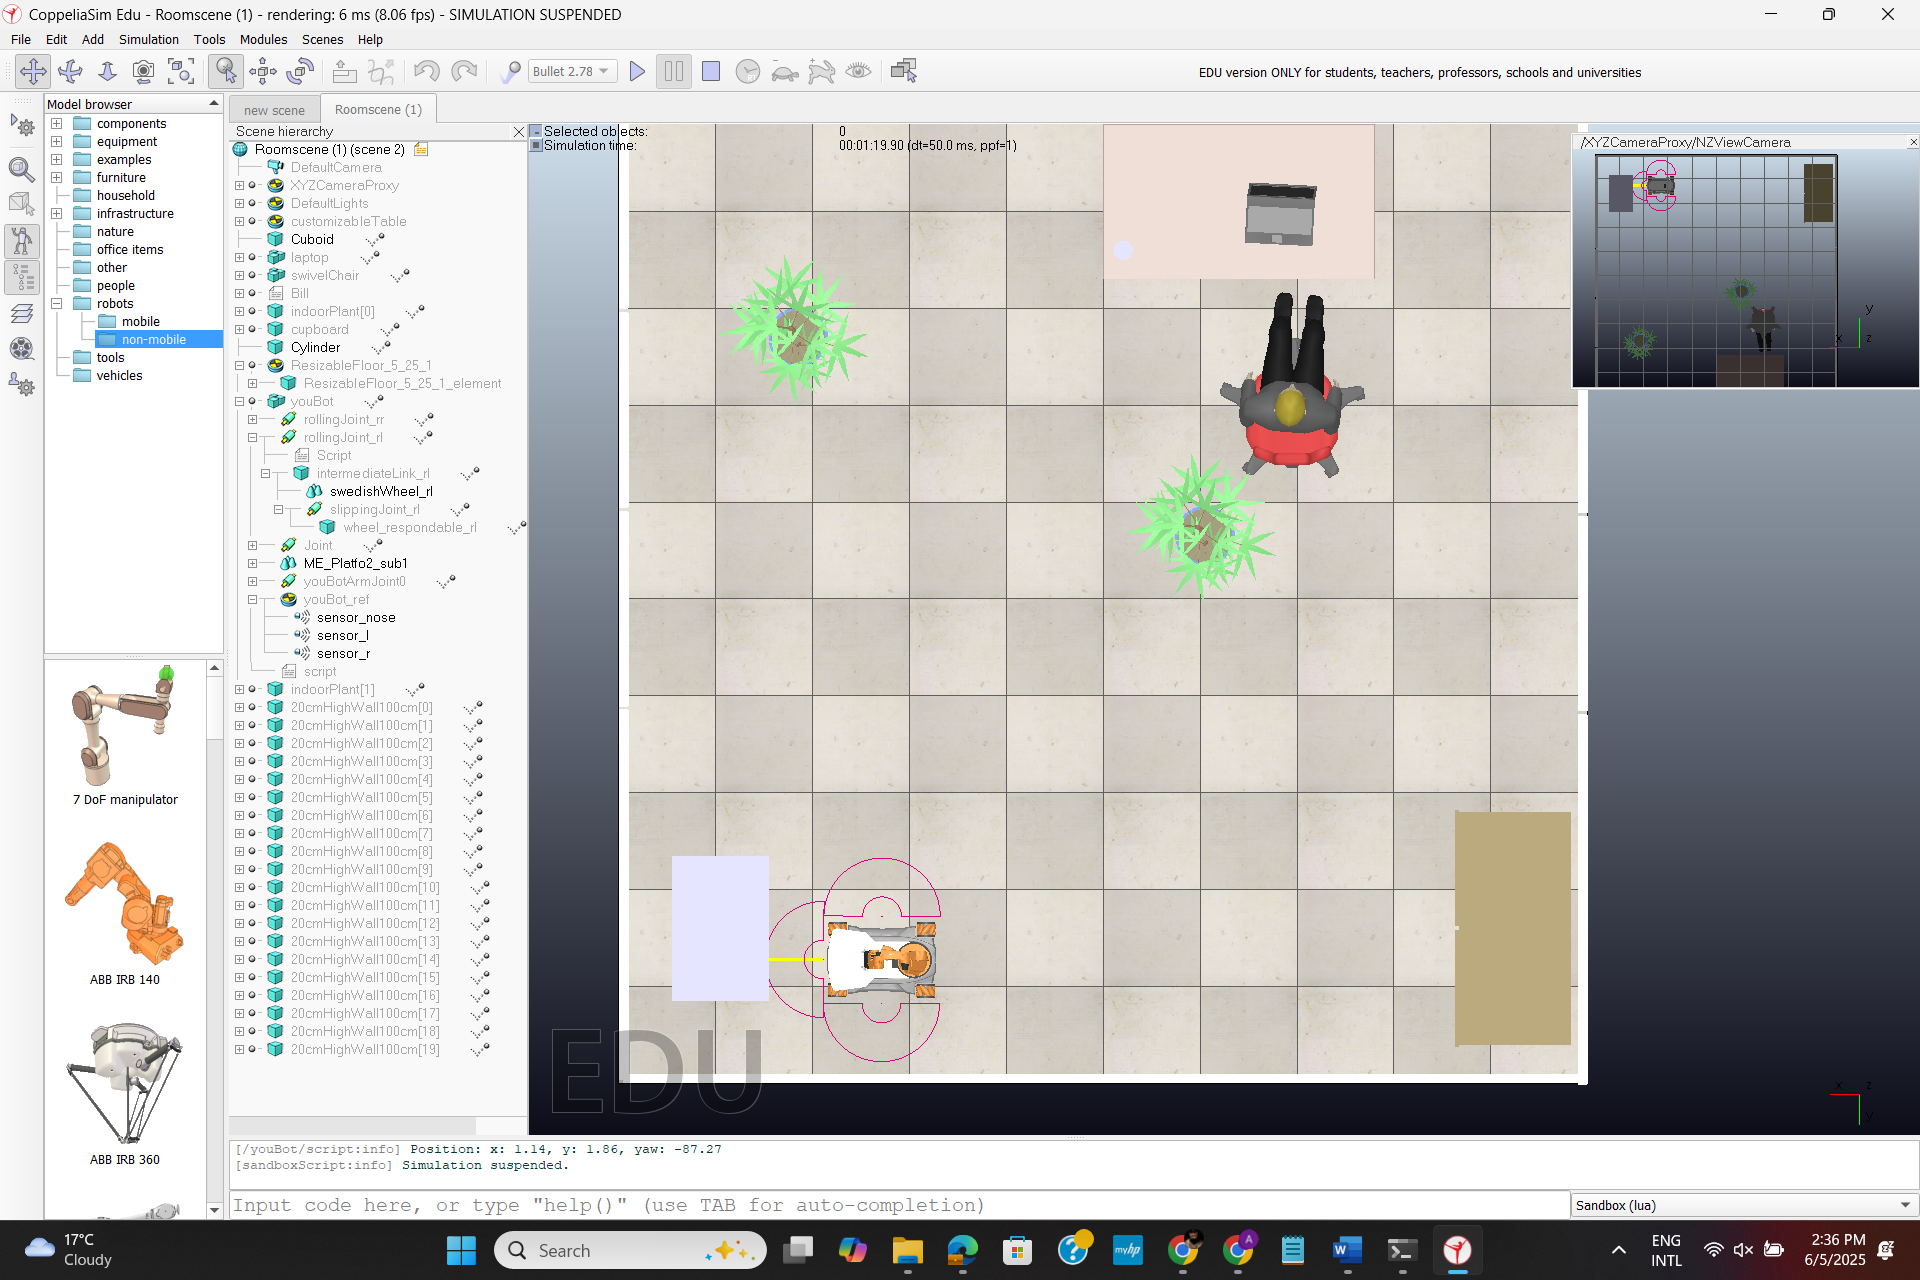 CoppeliaSim Edu - Roomscene (1) - rendering: 6 ms (8.06 fps) - SIMULATION SUSPENDED
File Edit Add Simulation Tools Modules Scenes Help
Bullet 2.78
EDU version ONLY for students, teachers, professors, schools and universities
Model browser
components
equipment
examples
furniture
household
infrastructure
nature
office items
other
people
robots
mobile
non-mobile
tools
vehicles
7 DoF manipulator
ABB IRB 140
ABB IRB 360
new scene
Roomscene (1)
Scene hierarchy
Roomscene (1) (scene 2)
DefaultCamera
XYZCameraProxy
DefaultLights
customizableTable
Cuboid
laptop
swivelChair
Bill
indoorPlant[0]
cupboard
Cylinder
ResizableFloor_5_25_1
ResizableFloor_5_25_1_element
youBot
rollingJoint_rr
rollingJoint_rl
Script
intermediateLink_rl
swedishWheel_rl
slippingJoint_rl
wheel_respondable_rl
Joint
ME_Platfo2_sub1
youBotArmJoint0
youBot_ref
sensor_nose
sensor_l
sensor_r
script
indoorPlant[1]
20cmHighWall100cm[0]
20cmHighWall100cm[1]
20cmHighWall100cm[2]
20cmHighWall100cm[3]
20cmHighWall100cm[4]
20cmHighWall100cm[5]
20cmHighWall100cm[6]
20cmHighWall100cm[7]
20cmHighWall100cm[8]
20cmHighWall100cm[9]
20cmHighWall100cm[10]
20cmHighWall100cm[11]
20cmHighWall100cm[12]
20cmHighWall100cm[13]
20cmHighWall100cm[14]
20cmHighWall100cm[15]
20cmHighWall100cm[16]
20cmHighWall100cm[17]
20cmHighWall100cm[18]
20cmHighWall100cm[19]
Selected objects: 0
Simulation time: 00:01:19.90 (dt=50.0 ms, ppf=1)
/XYZCameraProxy/NZViewCamera
y
x z
EDU
x z
y
[/youBot/script:info] Position: x: 1.14, y: 1.86, yaw: -87.27
[sandboxScript:info] Simulation suspended.
Input code here, or type "help()" (use TAB for auto-completion)
Sandbox (lua)
17°C
Cloudy
Search
myhp
A
ENG
INTL
2:36 PM
6/5/2025